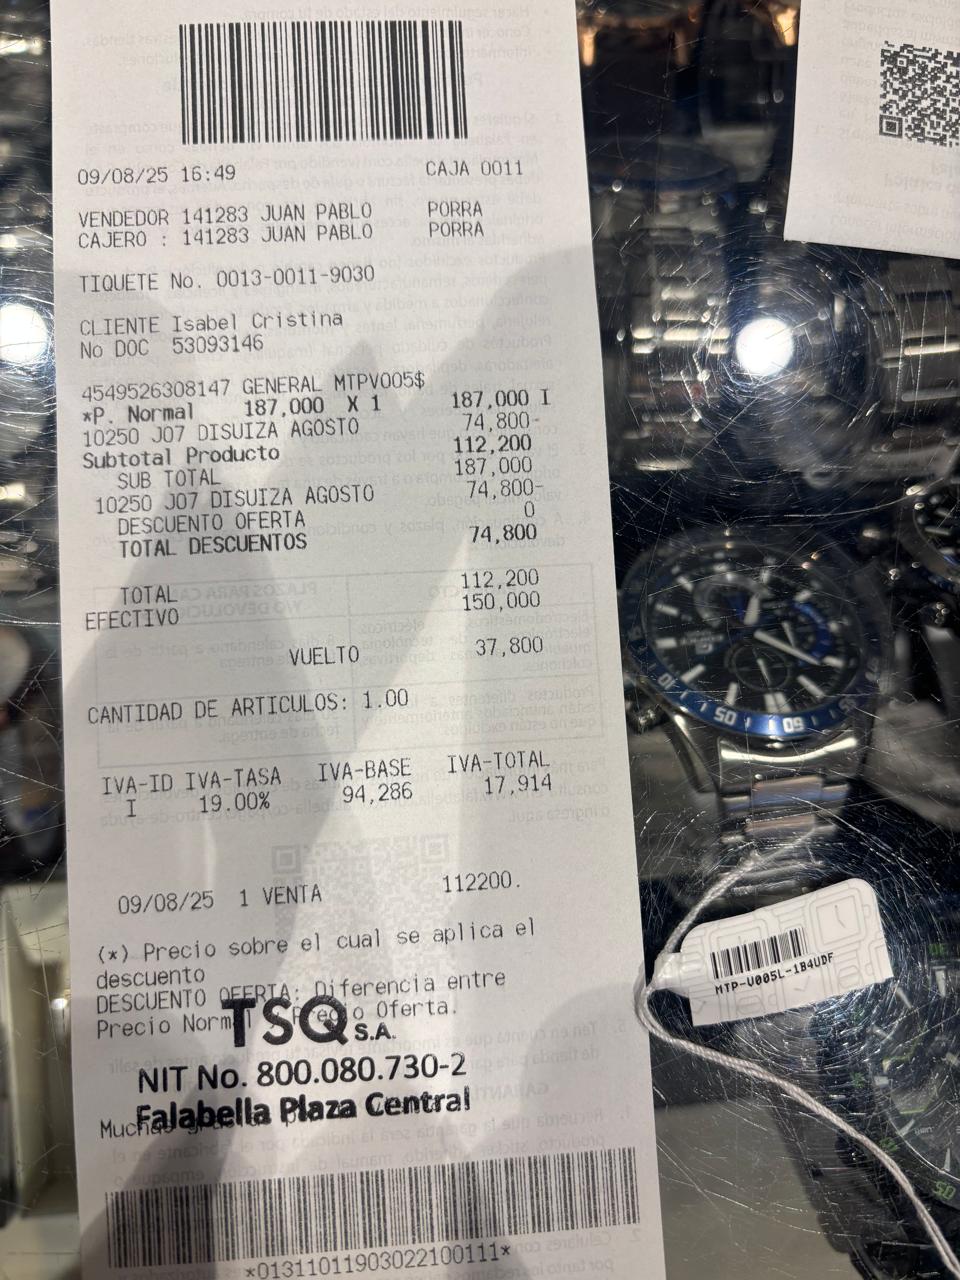 09/08/25 16:49 CAJA 0011
VENDEDOR 141283 JUAN PABLO PORRA
CAJERO : 141283 JUAN PABLO PORRA
TIQUETE No. 0013-0011-9030
CLIENTE Isabel Cristina
No DOC 53093146
4549526308147 GENERAL MTPV005$
*P. Normal 187,000 X 1 187,000 I
10250 J07 DISUIZA AGOSTO 74,800-
Subtotal Producto 112,200
SUB TOTAL 187,000
10250 J07 DISUIZA AGOSTO 74,800-
DESCUENTO OFERTA 0
TOTAL DESCUENTOS 74,800
TOTAL 112,200
EFECTIVO 150,000
VUELTO 37,800
CANTIDAD DE ARTICULOS: 1.00
IVA-ID IVA-TASA IVA-BASE IVA-TOTAL
I 19.00% 94,286 17,914
09/08/25 1 VENTA 112200.
(*) Precio sobre el cual se aplica el
descuento
DESCUENTO OFERTA: Diferencia entre
Precio Oferta.
TSQ S.A.
NIT No. 800.080.730-2
Falabella Plaza Central
*01311011903022100111*
MTP-V005L-1B4UDF
50
60